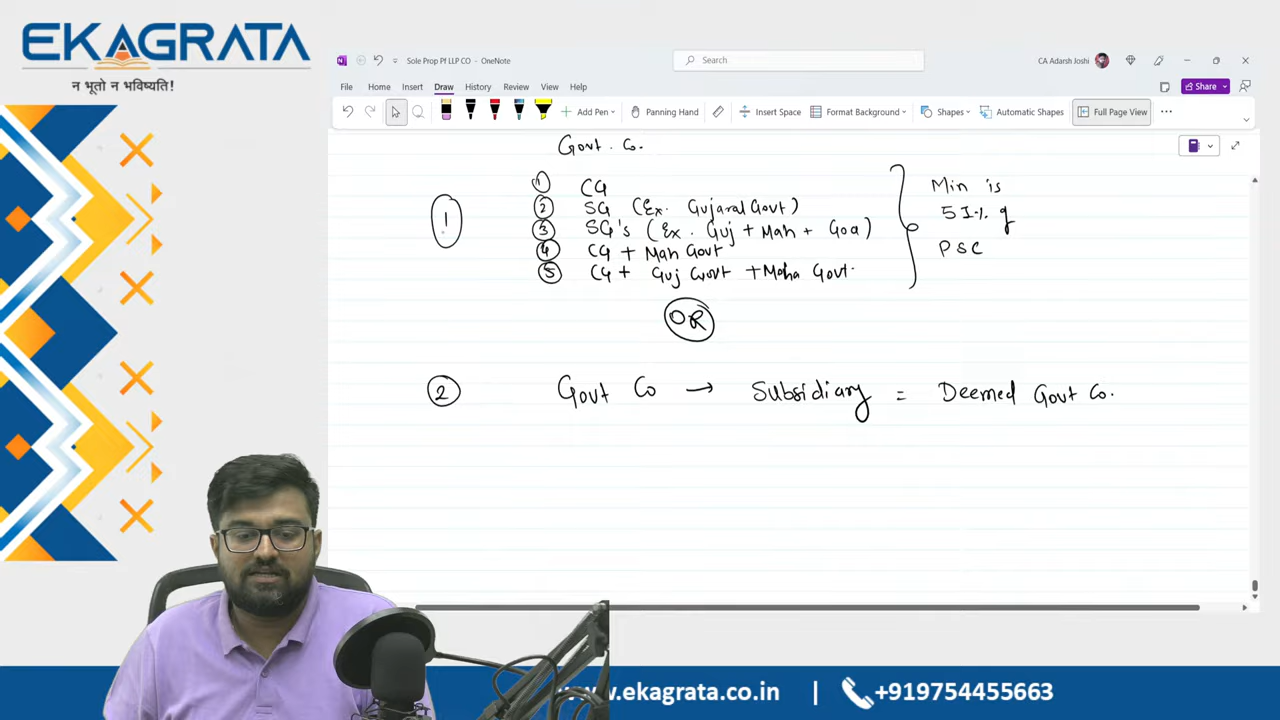 EKAGRATA
न भूतो न भविष्यति!
Sole Prop Pf LLP CO - OneNote
Search
CA Adarsh Joshi
File Home Insert Draw History Review View Help
Share
Add Pen
Panning Hand
Insert Space
Format Background
Shapes
Automatic Shapes
Full Page View
Govt. Co.
1
① CG
② SG (Ex. Gujaral Govt)
③ SG's (Ex. Guj + Mah + Goa)
④ CG + Mah Govt
⑤ CG + Guj Govt + Maha Govt.
Min is
51% of
PSC
OR
② Govt Co → Subsidiary = Deemed Govt Co.
www.ekagrata.co.in | +919754455663